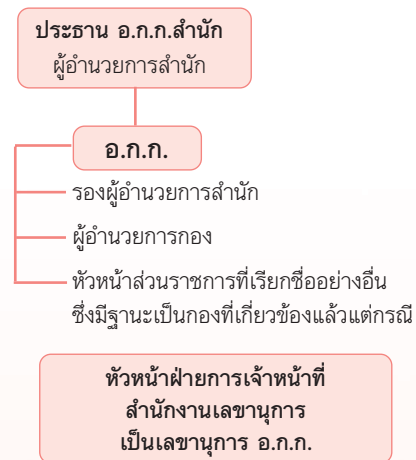 ประธาน อ.ก.ก.สำนัก
ผู้อำนวยการสำนัก
อ.ก.ก.
รองผู้อำนวยการสำนัก
ผู้อำนวยการกอง
หัวหน้าส่วนราชการที่เรียกชื่ออย่างอื่น
ซึ่งมีฐานะเป็นกองที่เกี่ยวข้องแล้วแต่กรณี
หัวหน้าฝ่ายการเจ้าหน้าที่
สำนักงานเลขานุการ
เป็นเลขานุการ อ.ก.ก.